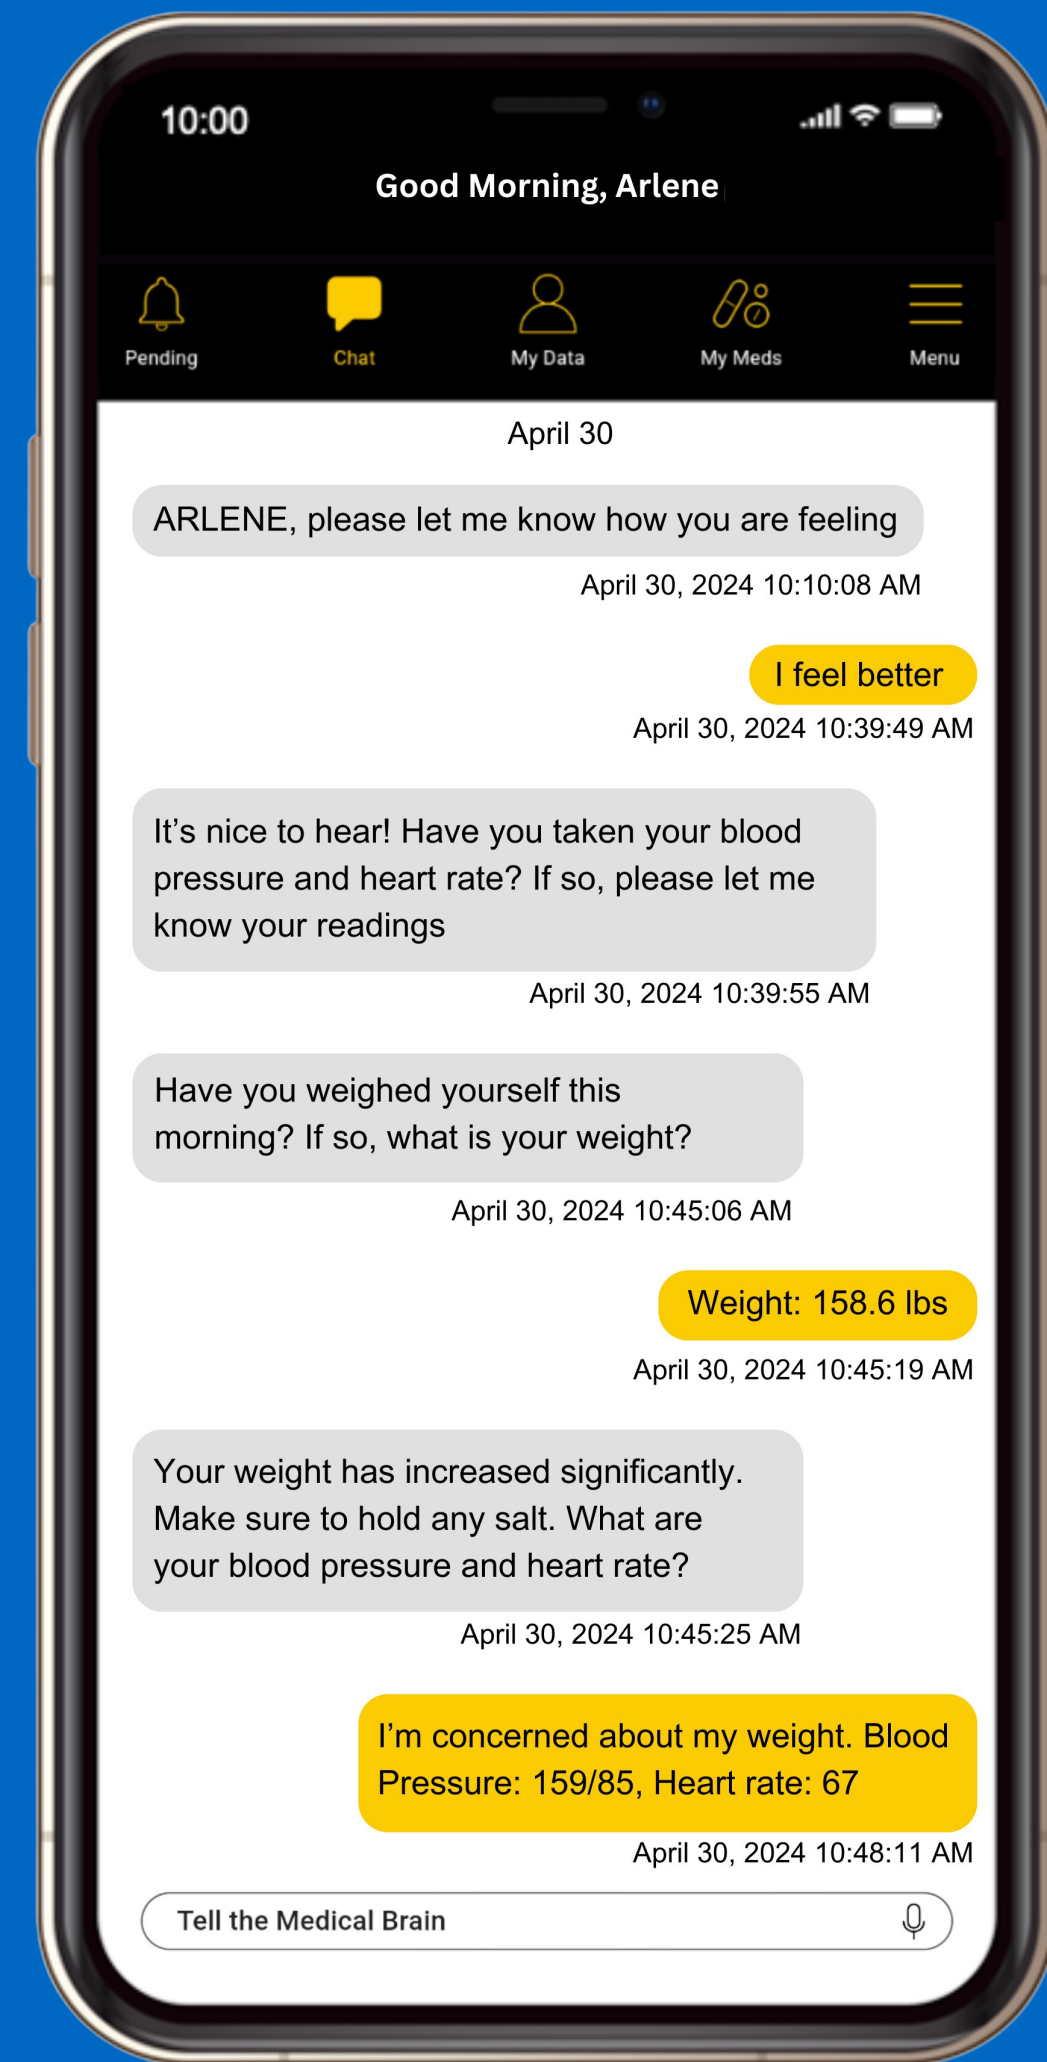 10:00
Good Morning, Arlene
Pending
Chat
My Data
My Meds
Menu
April 30
ARLENE, please let me know how you are feeling
April 30, 2024 10:10:08 AM
I feel better
April 30, 2024 10:39:49 AM
It’s nice to hear! Have you taken your blood
pressure and heart rate? If so, please let me
know your readings
April 30, 2024 10:39:55 AM
Have you weighed yourself this
morning? If so, what is your weight?
April 30, 2024 10:45:06 AM
Weight: 158.6 lbs
April 30, 2024 10:45:19 AM
Your weight has increased significantly.
Make sure to hold any salt. What are
your blood pressure and heart rate?
April 30, 2024 10:45:25 AM
I’m concerned about my weight. Blood
Pressure: 159/85, Heart rate: 67
April 30, 2024 10:48:11 AM
Tell the Medical Brain